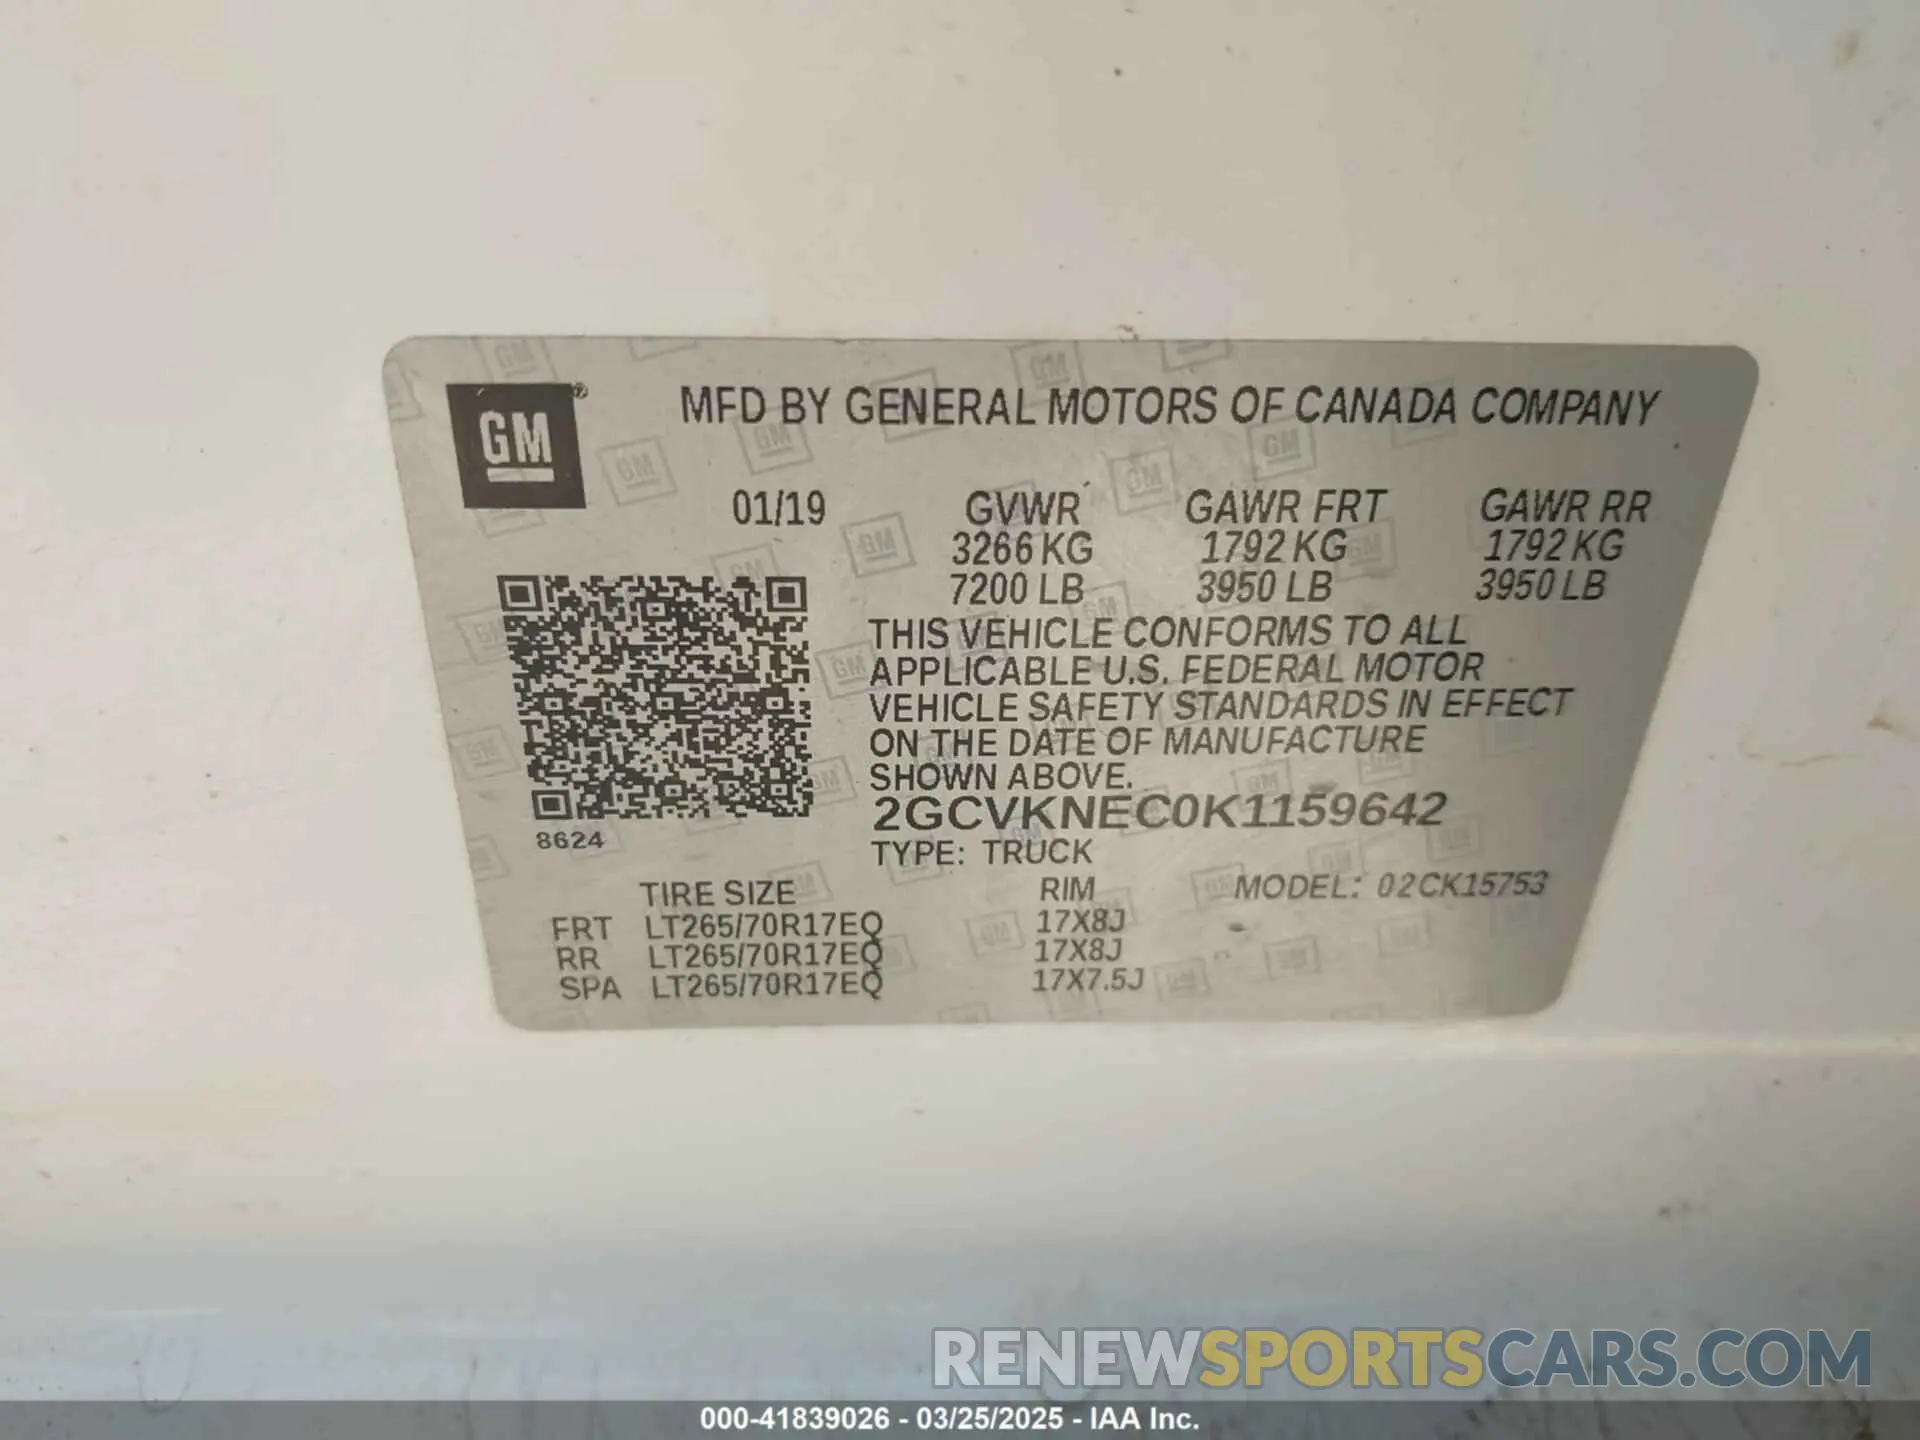 GM®
MFD BY GENERAL MOTORS OF CANADA COMPANY
01/19 GVWR GAWR FRT GAWR RR
3266 KG 1792 KG 1792 KG
7200 LB 3950 LB 3950 LB
THIS VEHICLE CONFORMS TO ALL
APPLICABLE U.S. FEDERAL MOTOR
VEHICLE SAFETY STANDARDS IN EFFECT
ON THE DATE OF MANUFACTURE
SHOWN ABOVE.
2GCVKNEC0K1159642
8624
TYPE: TRUCK
TIRE SIZE RIM MODEL: 02CK15753
FRT LT265/70R17EQ 17X8J
RR LT265/70R17EQ 17X8J
SPA LT265/70R17EQ 17X7.5J
RENEWSPORTSCARS.COM
000-41839026 - 03/25/2025 - IAA Inc.